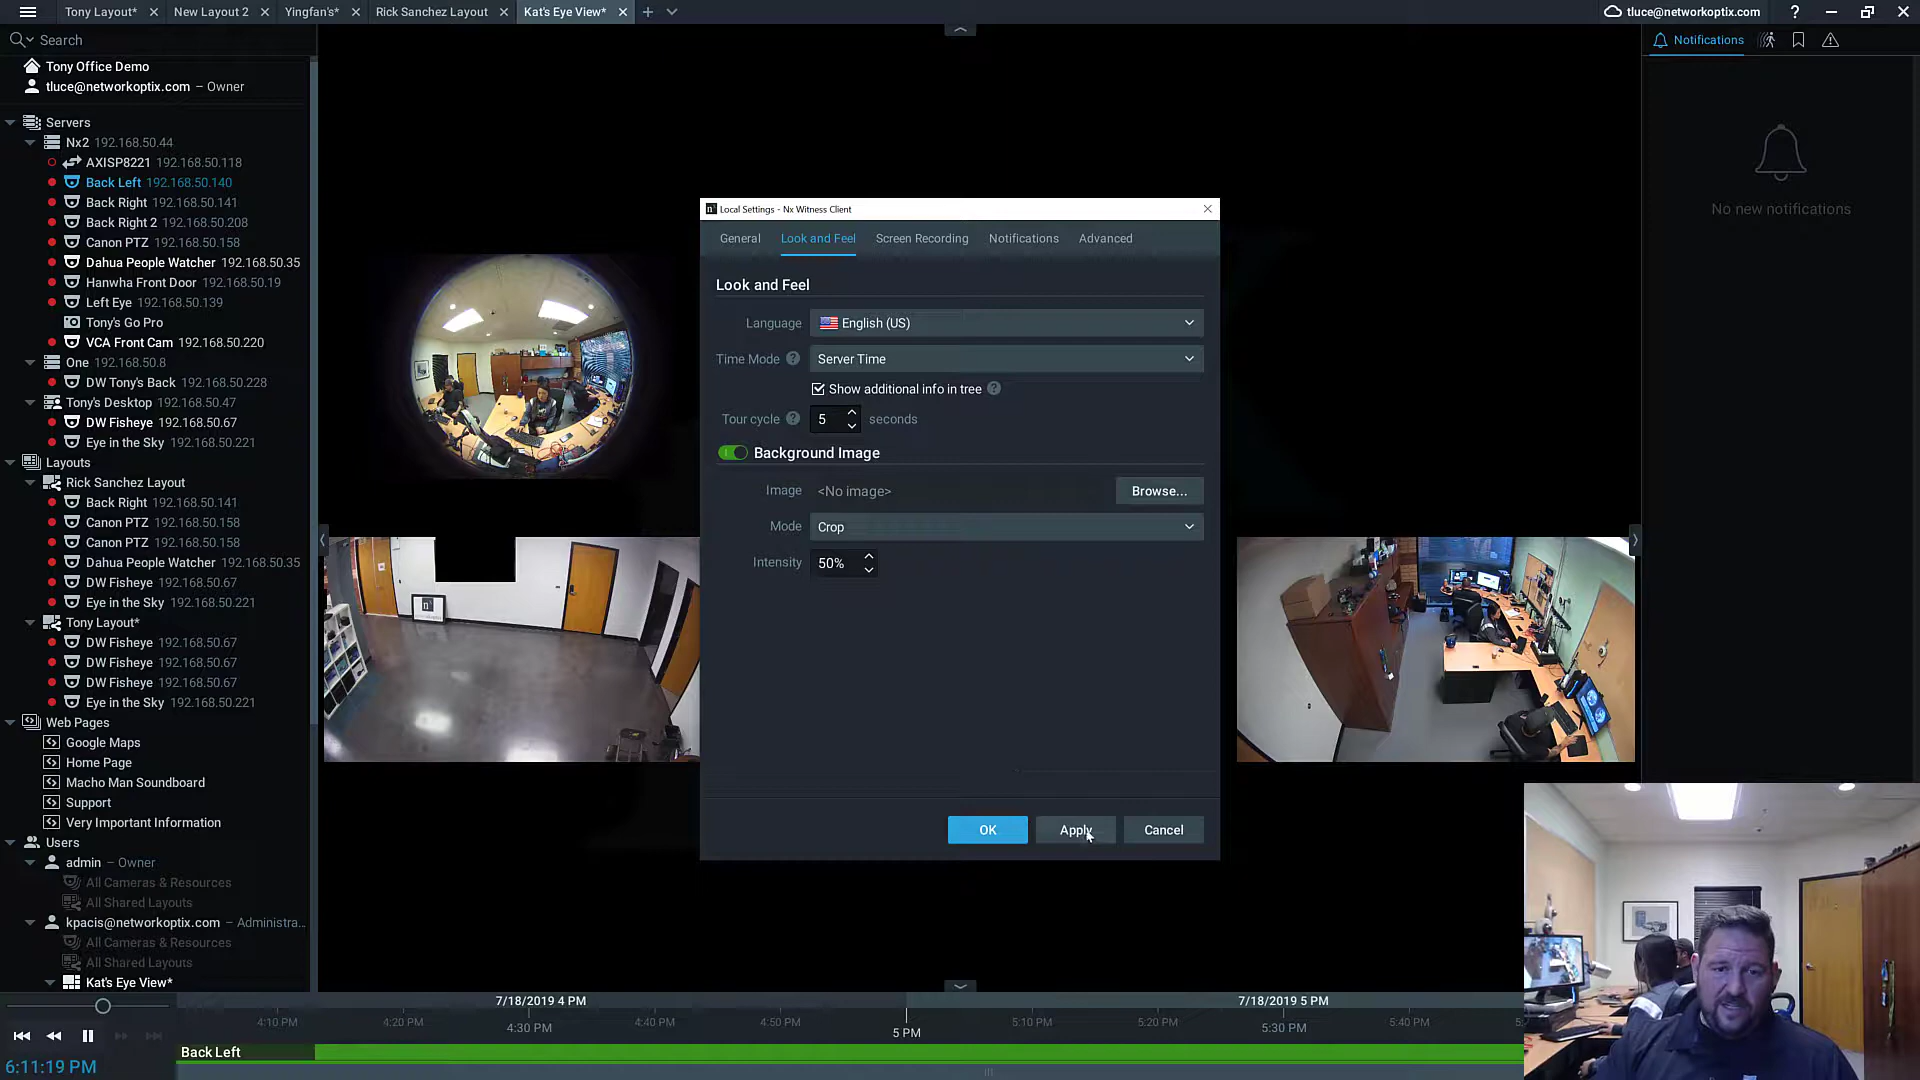 Tony Layout*
New Layout 2
Yingfan's*
Rick Sanchez Layout
Kat's Eye View*
tluce@networkoptix.com
Search
Notifications
Tony Office Demo
tluce@networkoptix.com – Owner
Servers
Nx2 192.168.50.44
AXISP8221 192.168.50.118
Back Left 192.168.50.140
Back Right 192.168.50.141
Back Right 2 192.168.50.208
Canon PTZ 192.168.50.158
Dahua People Watcher 192.168.50.35
Hanwha Front Door 192.168.50.19
Left Eye 192.168.50.139
Tony's Go Pro
VCA Front Cam 192.168.50.220
One 192.168.50.8
DW Tony's Back 192.168.50.228
Tony's Desktop 192.168.50.47
DW Fisheye 192.168.50.67
Eye in the Sky 192.168.50.221
Layouts
Rick Sanchez Layout
Back Right 192.168.50.141
Canon PTZ 192.168.50.158
Canon PTZ 192.168.50.158
Dahua People Watcher 192.168.50.35
DW Fisheye 192.168.50.67
Eye in the Sky 192.168.50.221
Tony Layout*
DW Fisheye 192.168.50.67
DW Fisheye 192.168.50.67
DW Fisheye 192.168.50.67
Eye in the Sky 192.168.50.221
Web Pages
Google Maps
Home Page
Macho Man Soundboard
Support
Very Important Information
Users
admin – Owner
All Cameras & Resources
All Shared Layouts
kpacis@networkoptix.com – Administra...
All Cameras & Resources
All Shared Layouts
Kat's Eye View*
Local Settings - Nx Witness Client
General
Look and Feel
Screen Recording
Notifications
Advanced
Look and Feel
Language English (US)
Time Mode ? Server Time
Show additional info in tree ?
Tour cycle ? 5 seconds
Background Image
Image <No image> Browse...
Mode Crop
Intensity 50%
OK
Apply
Cancel
No new notifications
7/18/2019 4 PM
7/18/2019 5 PM
4:10 PM
4:20 PM
4:30 PM
4:40 PM
4:50 PM
5 PM
5:10 PM
5:20 PM
5:30 PM
5:40 PM
Back Left
6:11:19 PM